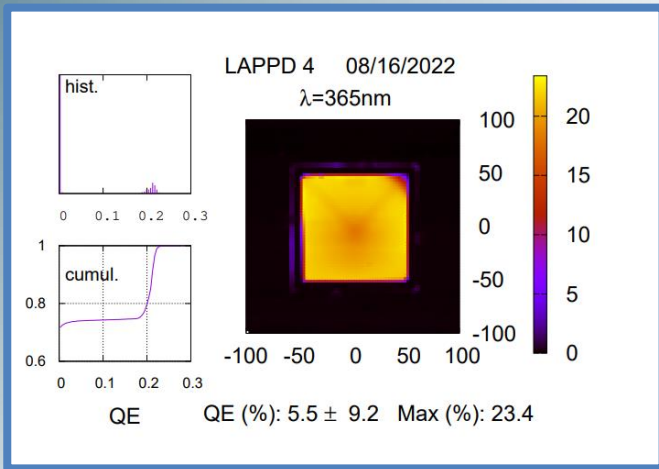 LAPPD 4 08/16/2022
λ=365nm
hist.
0 0.1 0.2 0.3
1
0.8
0.6
cumul.
0 0.1 0.2 0.3
QE
100
50
0
-50
-100
-100 -50 0 50 100
20
15
10
5
0
QE (%): 5.5 ± 9.2 Max (%): 23.4